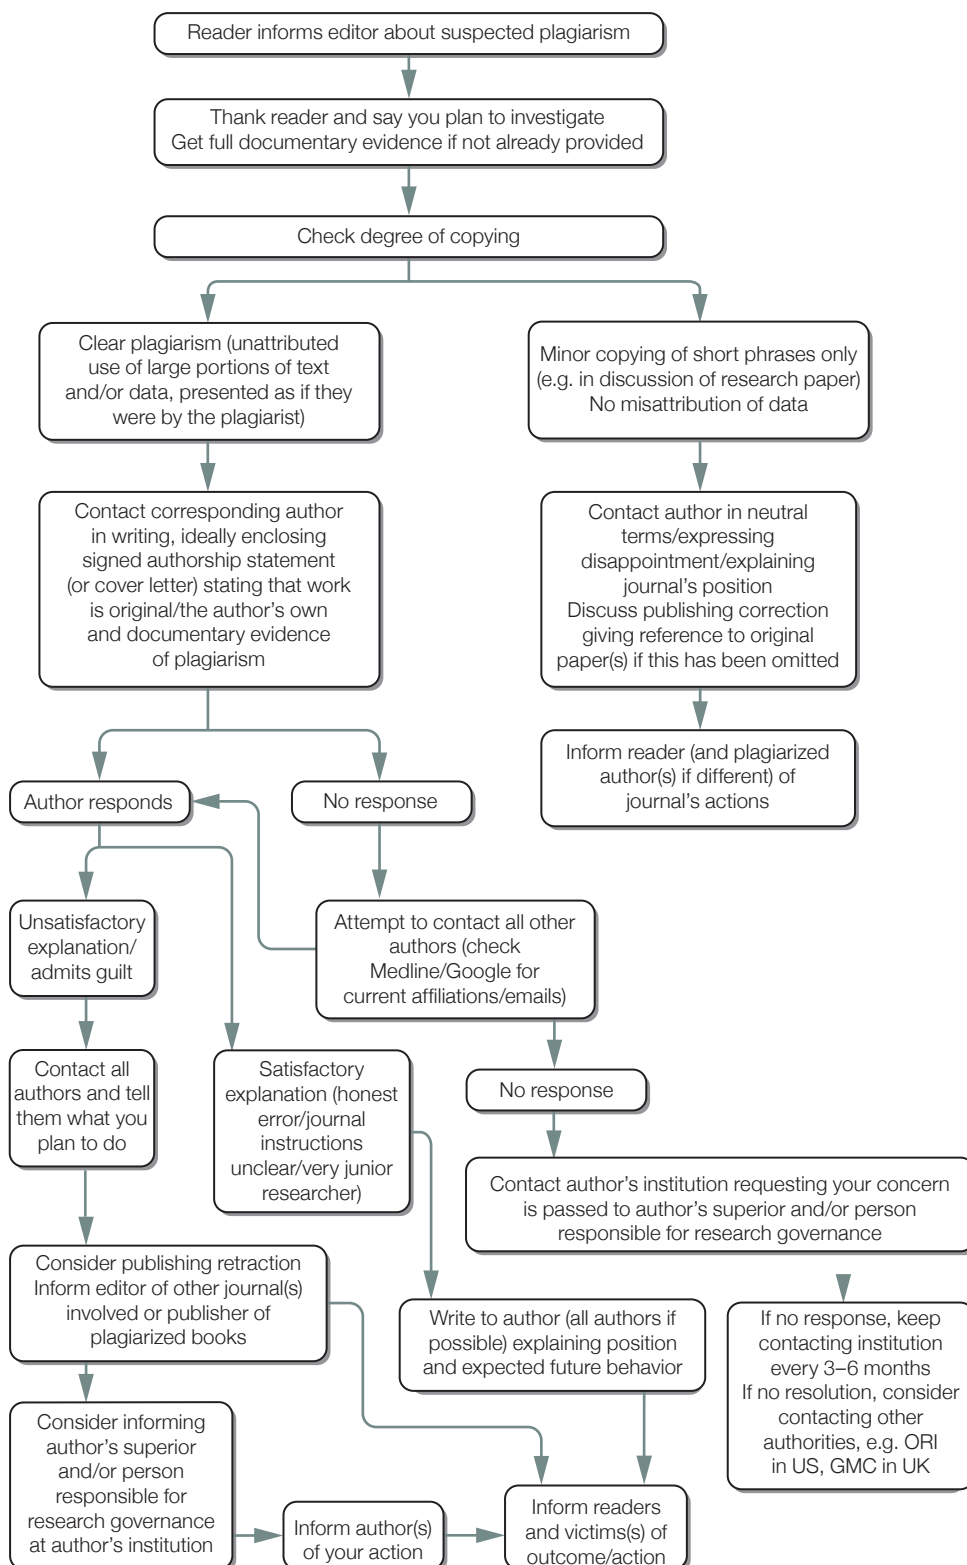 Reader informs editor about suspected plagiarism
Thank reader and say you plan to investigate
Get full documentary evidence if not already provided
Check degree of copying
Clear plagiarism (unattributed
use of large portions of text
and/or data, presented as if they
were by the plagiarist)
Minor copying of short phrases only
(e.g. in discussion of research paper)
No misattribution of data
Contact corresponding author
in writing, ideally enclosing
signed authorship statement
(or cover letter) stating that work
is original/the author's own
and documentary evidence
of plagiarism
Contact author in neutral
terms/expressing
disappointment/explaining
journal's position
Discuss publishing correction
giving reference to original
paper(s) if this has been omitted
Inform reader (and plagiarized
author(s) if different) of
journal's actions
Author responds
No response
Unsatisfactory
explanation/
admits guilt
Attempt to contact all other
authors (check
Medline/Google for
current affiliations/emails)
Contact all
authors and tell
them what you
plan to do
Satisfactory
explanation (honest
error/journal
instructions
unclear/very junior
researcher)
No response
Contact author's institution requesting your concern
is passed to author's superior and/or person
responsible for research governance
Consider publishing retraction
Inform editor of other journal(s)
involved or publisher of
plagiarized books
Write to author (all authors if
possible) explaining position
and expected future behavior
If no response, keep
contacting institution
every 3–6 months
If no resolution, consider
contacting other
authorities, e.g. ORI
in US, GMC in UK
Consider informing
author's superior
and/or person
responsible for
research governance
at author's institution
Inform author(s)
of your action
Inform readers
and victims(s) of
outcome/action